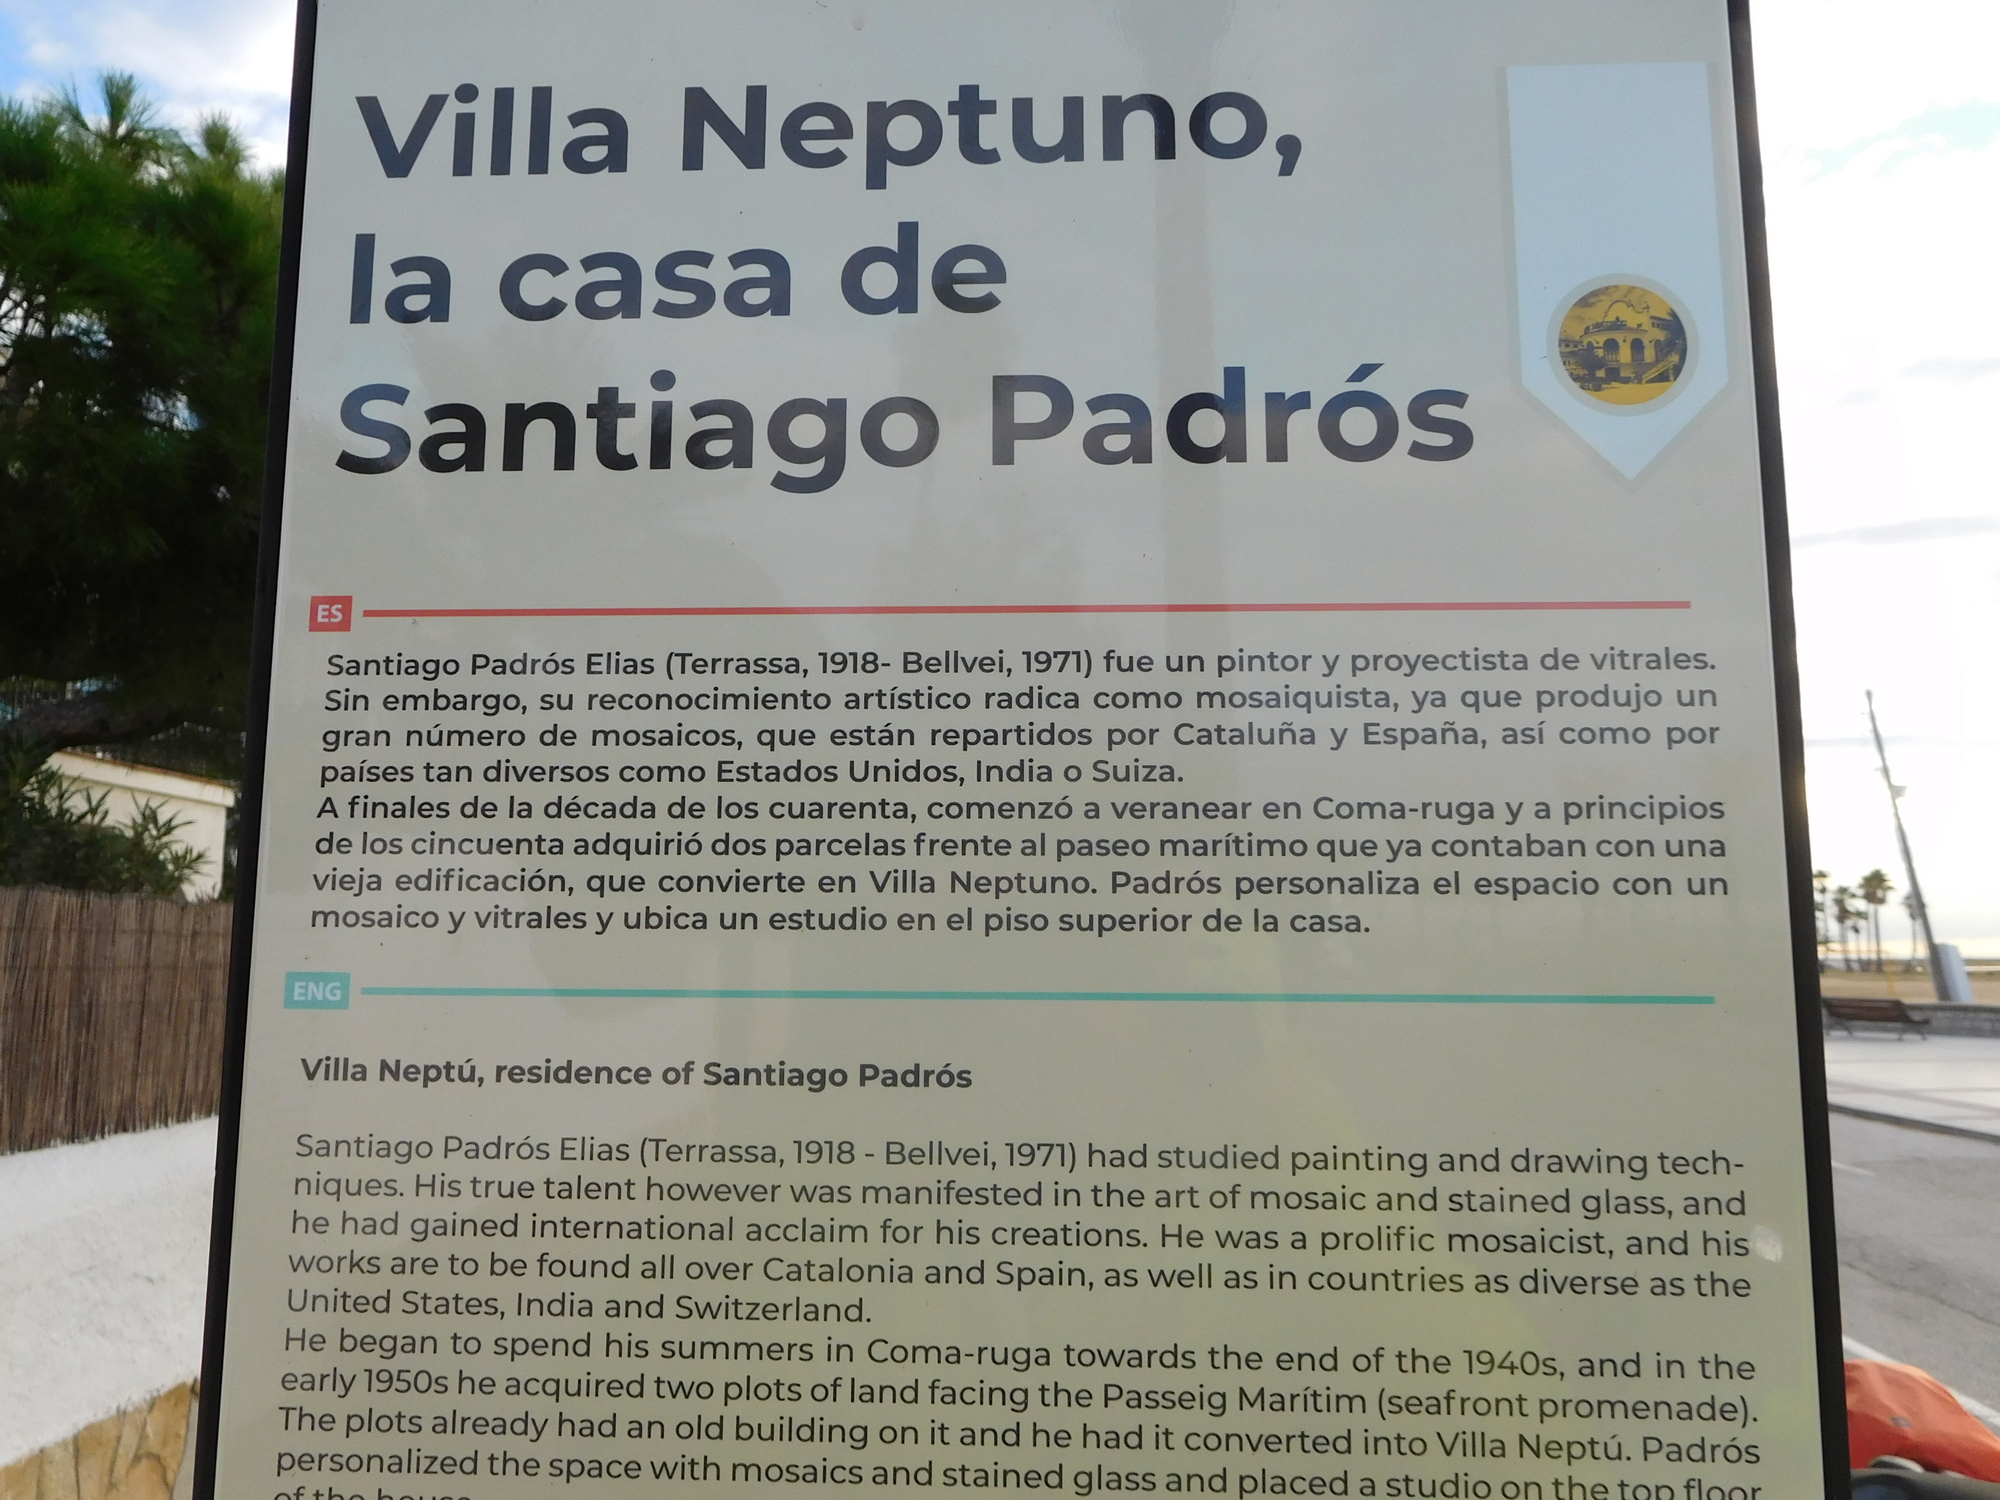 Villa Neptuno,
la casa de
Santiago Padrós
ES
Santiago Padrós Elias (Terrassa, 1918- Bellvei, 1971) fue un pintor y proyectista de vitrales.
Sin embargo, su reconocimiento artístico radica como mosaiquista, ya que produjo un
gran número de mosaicos, que están repartidos por Cataluña y España, así como por
países tan diversos como Estados Unidos, India o Suiza.
A finales de la década de los cuarenta, comenzó a veranear en Coma-ruga y a principios
de los cincuenta adquirió dos parcelas frente al paseo marítimo que ya contaban con una
vieja edificación, que convierte en Villa Neptuno. Padrós personaliza el espacio con un
mosaico y vitrales y ubica un estudio en el piso superior de la casa.
ENG
Villa Neptú, residence of Santiago Padrós
Santiago Padrós Elias (Terrassa, 1918 - Bellvei, 1971) had studied painting and drawing tech-
niques. His true talent however was manifested in the art of mosaic and stained glass, and
he had gained international acclaim for his creations. He was a prolific mosaicist, and his
works are to be found all over Catalonia and Spain, as well as in countries as diverse as the
United States, India and Switzerland.
He began to spend his summers in Coma-ruga towards the end of the 1940s, and in the
early 1950s he acquired two plots of land facing the Passeig Marítim (seafront promenade).
The plots already had an old building on it and he had it converted into Villa Neptú. Padrós
personalized the space with mosaics and stained glass and placed a studio on the top floor
of the house